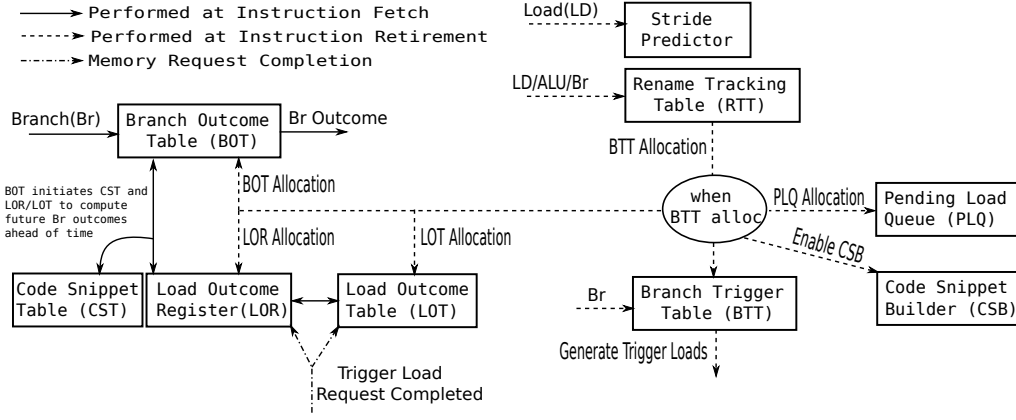 Performed at Instruction Fetch
Performed at Instruction Retirement
Memory Request Completion
Load(LD)
Stride
Predictor
LD/ALU/Br
Rename Tracking
Table (RTT)
Branch(Br)
Branch Outcome
Table (BOT)
Br Outcome
BTT Allocation
BOT initiates CST and
LOR/LOT to compute
future Br outcomes
ahead of time
BOT Allocation
LOR Allocation
LOT Allocation
when
BTT alloc
PLQ Allocation
Pending Load
Queue (PLQ)
Enable CSB
Code Snippet
Table (CST)
Load Outcome
Register(LOR)
Load Outcome
Table (LOT)
Br
Branch Trigger
Table (BTT)
Code Snippet
Builder (CSB)
Generate Trigger Loads
Trigger Load
Request Completed